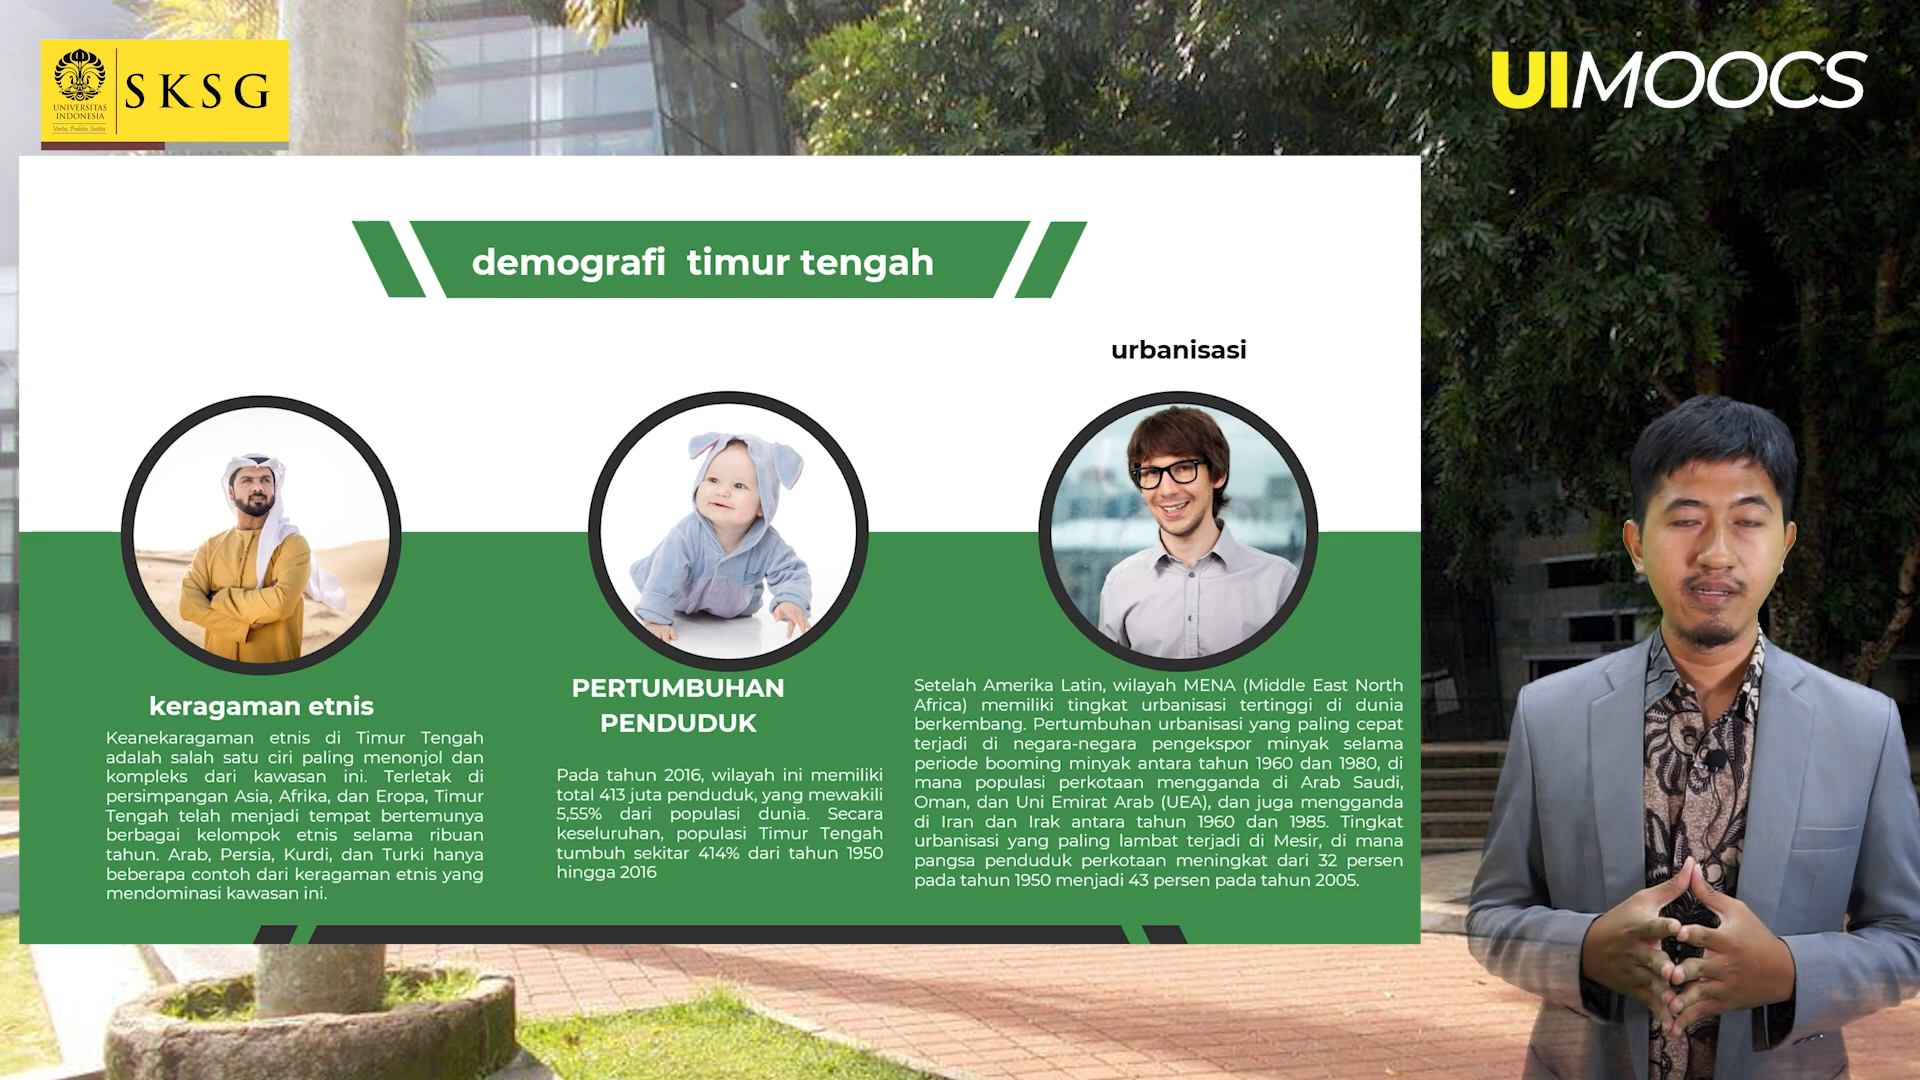 UNIVERSITAS
INDONESIA
Veritas, Probitas, Iustitia
SKSG
UIMOOCS
demografi timur tengah
urbanisasi
keragaman etnis
Keanekaragaman etnis di Timur Tengah
adalah salah satu ciri paling menonjol dan
kompleks dari kawasan ini. Terletak di
persimpangan Asia, Afrika, dan Eropa, Timur
Tengah telah menjadi tempat bertemunya
berbagai kelompok etnis selama ribuan
tahun. Arab, Persia, Kurdi, dan Turki hanya
beberapa contoh dari keragaman etnis yang
mendominasi kawasan ini.
PERTUMBUHAN
PENDUDUK
Pada tahun 2016, wilayah ini memiliki
total 413 juta penduduk, yang mewakili
5,55% dari populasi dunia. Secara
keseluruhan, populasi Timur Tengah
tumbuh sekitar 414% dari tahun 1950
hingga 2016
Setelah Amerika Latin, wilayah MENA (Middle East North
Africa) memiliki tingkat urbanisasi tertinggi di dunia
berkembang. Pertumbuhan urbanisasi yang paling cepat
terjadi di negara-negara pengekspor minyak selama
periode booming minyak antara tahun 1960 dan 1980, di
mana populasi perkotaan mengganda di Arab Saudi,
Oman, dan Uni Emirat Arab (UEA), dan juga mengganda
di Iran dan Irak antara tahun 1960 dan 1985. Tingkat
urbanisasi yang paling lambat terjadi di Mesir, di mana
pangsa penduduk perkotaan meningkat dari 32 persen
pada tahun 1950 menjadi 43 persen pada tahun 2005.